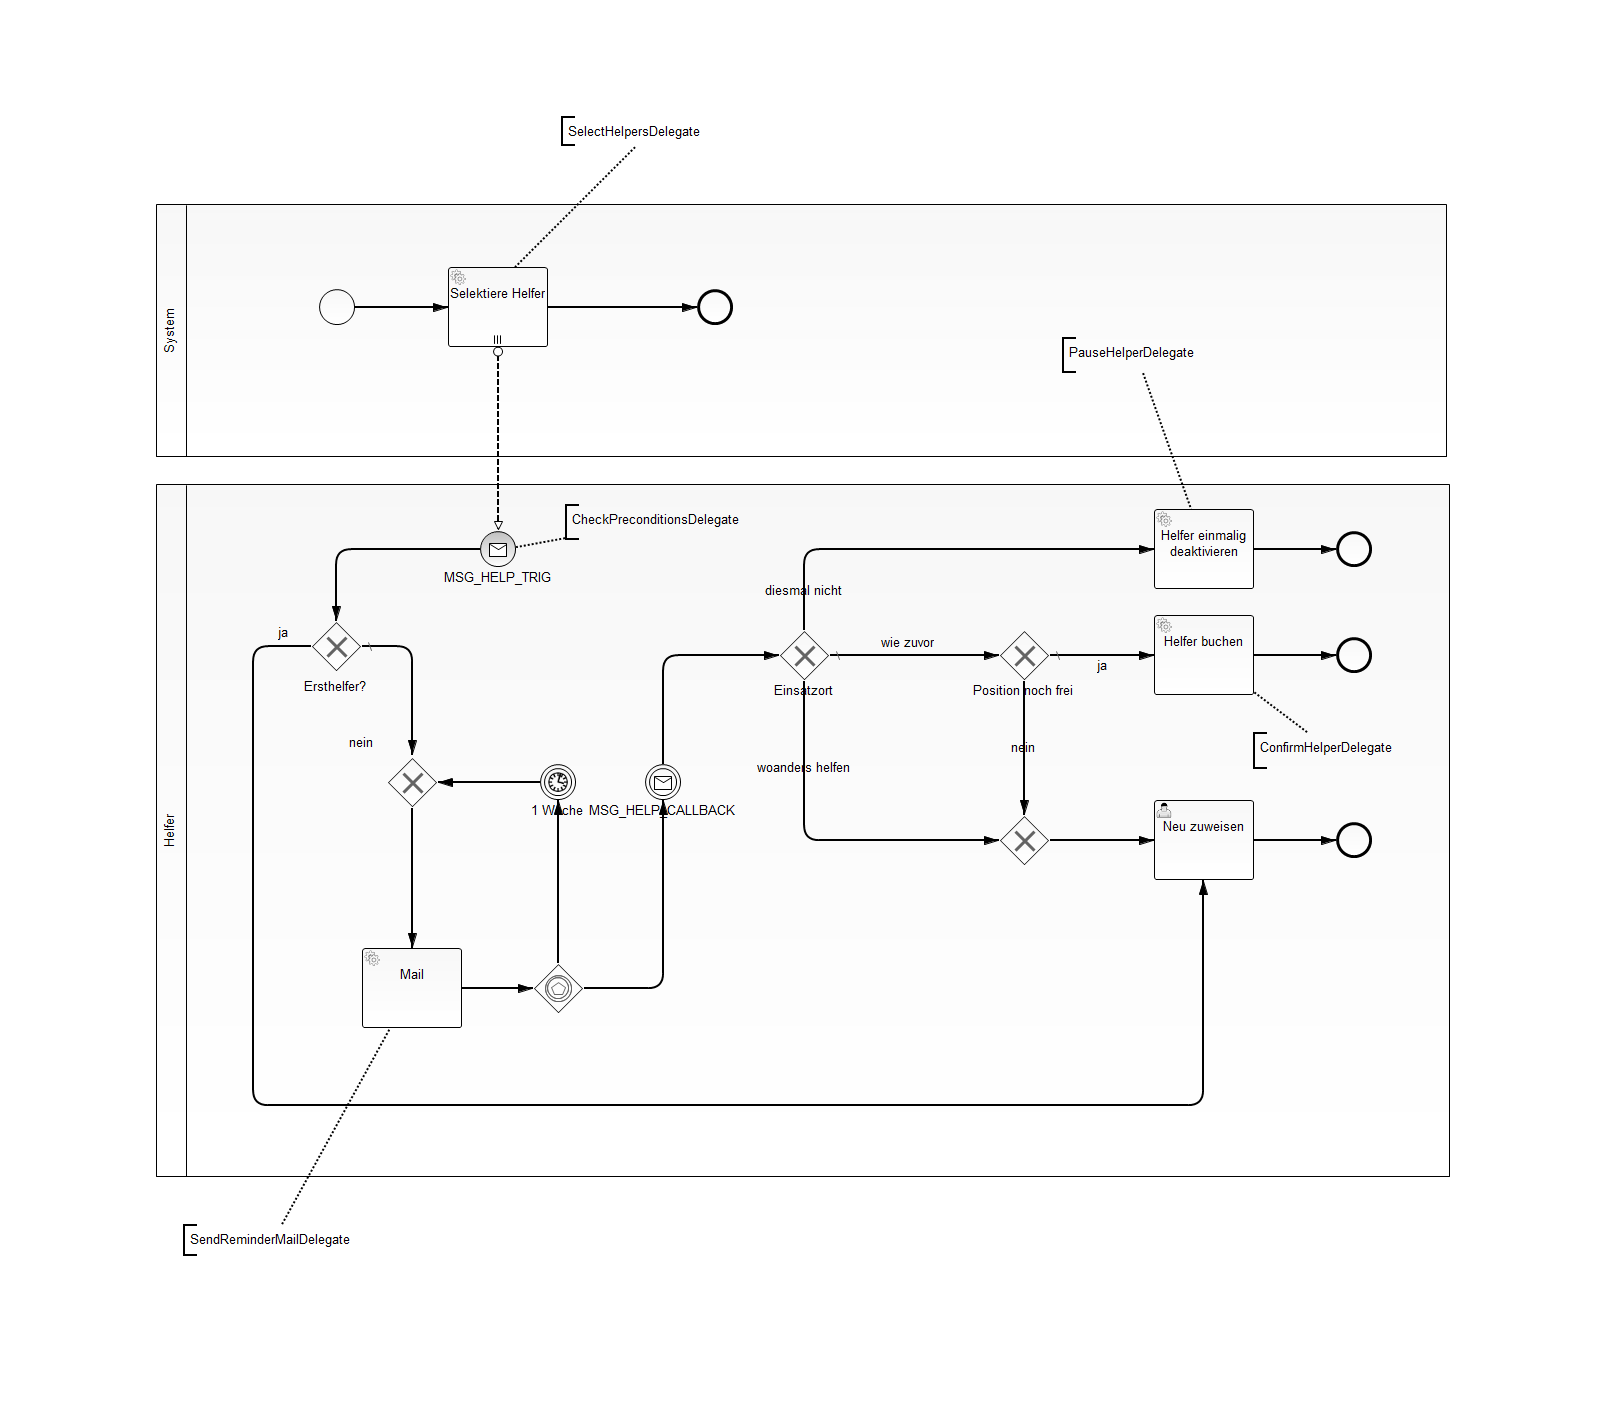 SelectHelpersDelegate
System
Selektiere Helfer
PauseHelperDelegate
Helfer
CheckPreconditionsDelegate
MSG_HELP_TRIG
Helfer einmalig
deaktivieren
diesmal nicht
ja
Ersthelfer?
wie zuvor
Helfer buchen
ja
Einsatzort
Position noch frei
nein
nein
ConfirmHelperDelegate
woanders helfen
1 Woche
MSG_HELP_CALLBACK
Neu zuweisen
Mail
SendReminderMailDelegate